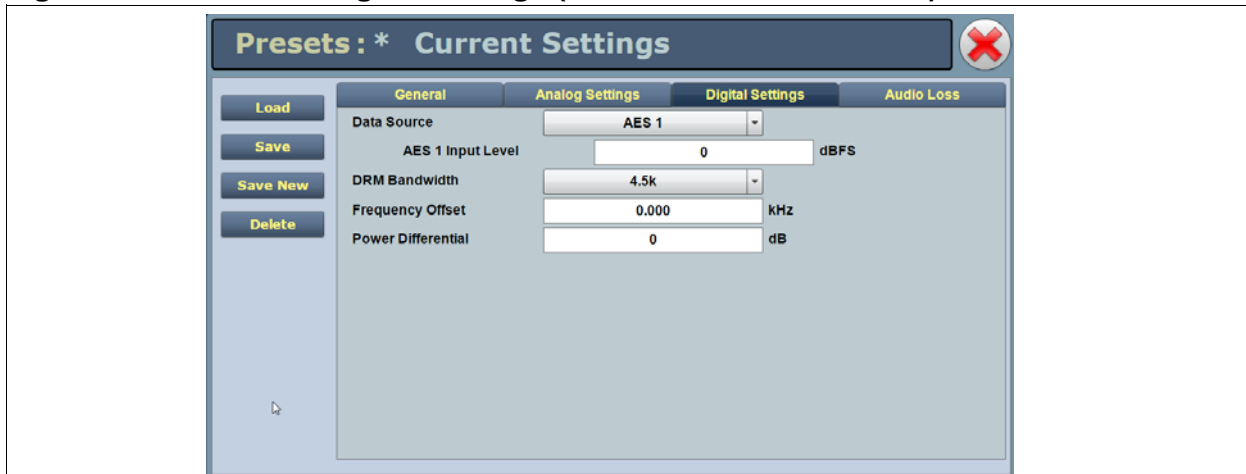 Presets: * Current Settings
General Analog Settings Digital Settings Audio Loss
Load
Save
Save New
Delete
Data Source AES 1
AES 1 Input Level 0 dBFS
DRM Bandwidth 4.5k
Frequency Offset 0.000 kHz
Power Differential 0 dB